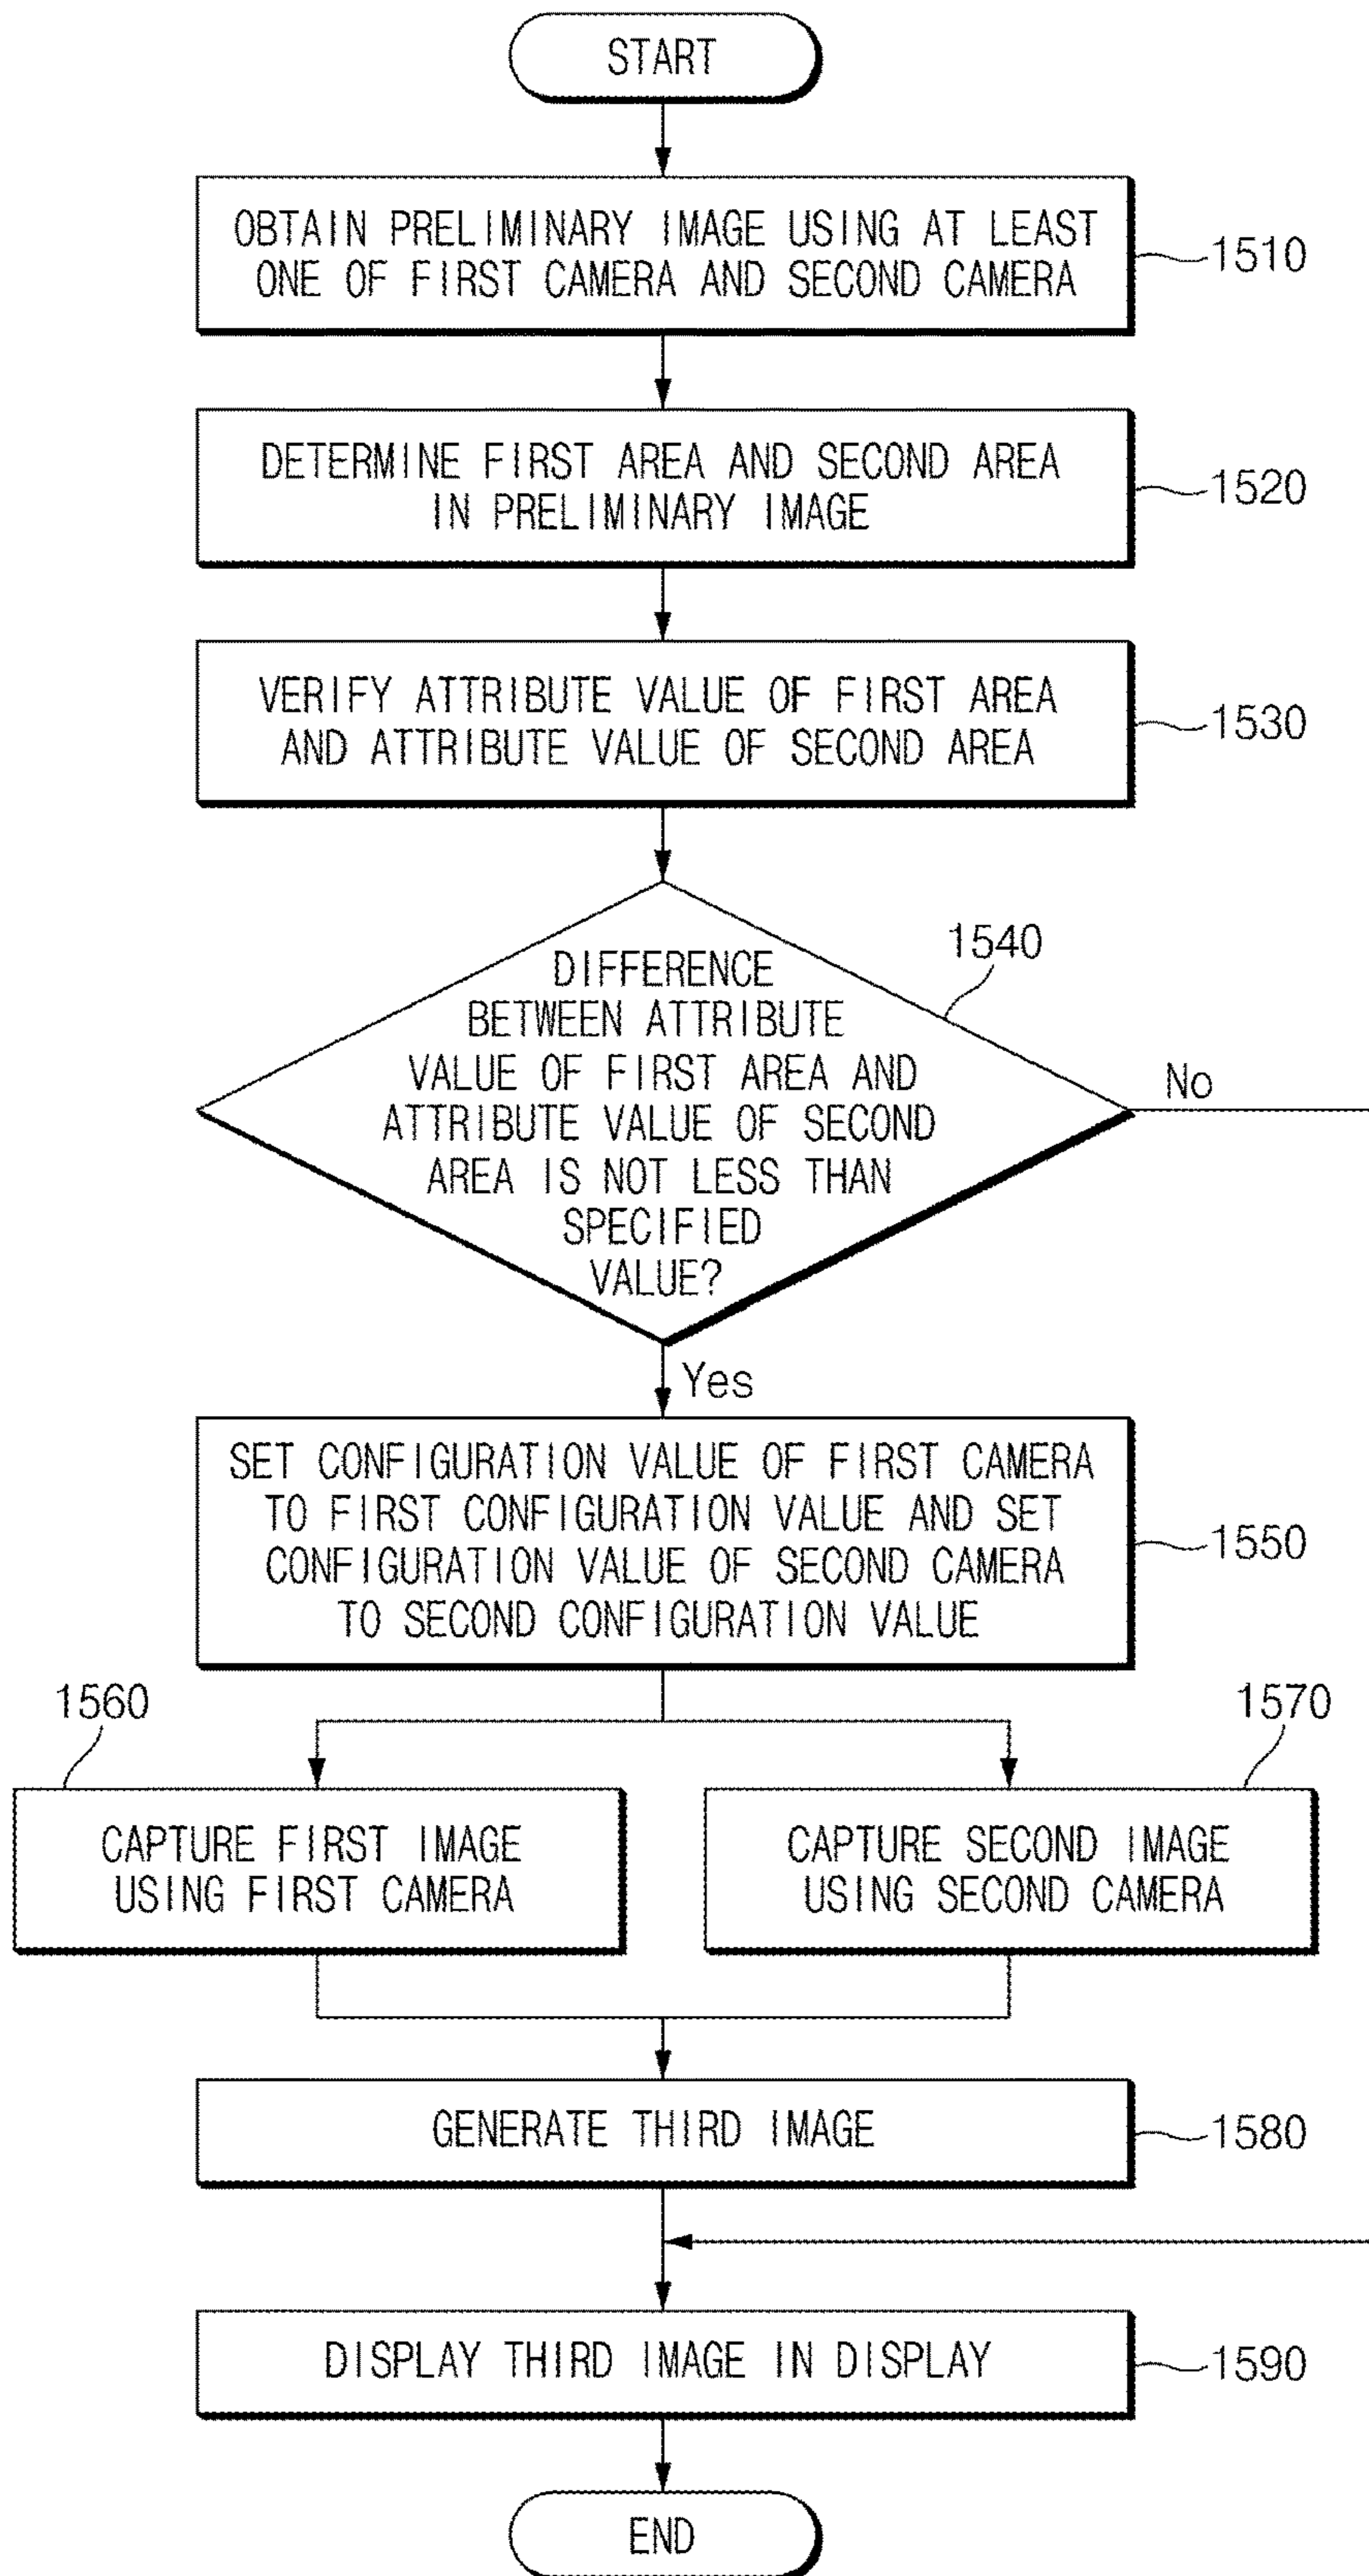 START
OBTAIN PRELIMINARY IMAGE USING AT LEAST
ONE OF FIRST CAMERA AND SECOND CAMERA
1510
DETERMINE FIRST AREA AND SECOND AREA
IN PRELIMINARY IMAGE
1520
VERIFY ATTRIBUTE VALUE OF FIRST AREA
AND ATTRIBUTE VALUE OF SECOND AREA
1530
1540
DIFFERENCE
BETWEEN ATTRIBUTE
VALUE OF FIRST AREA AND
ATTRIBUTE VALUE OF SECOND
AREA IS NOT LESS THAN
SPECIFIED
VALUE?
No
Yes
SET CONFIGURATION VALUE OF FIRST CAMERA
TO FIRST CONFIGURATION VALUE AND SET
CONFIGURATION VALUE OF SECOND CAMERA
TO SECOND CONFIGURATION VALUE
1550
1560
CAPTURE FIRST IMAGE
USING FIRST CAMERA
1570
CAPTURE SECOND IMAGE
USING SECOND CAMERA
GENERATE THIRD IMAGE
1580
DISPLAY THIRD IMAGE IN DISPLAY
1590
END